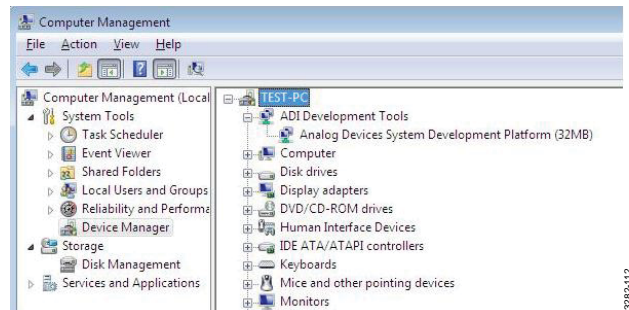 Computer Management
File Action View Help
Computer Management (Local
System Tools
Task Scheduler
Event Viewer
Shared Folders
Local Users and Groups
Reliability and Performa
Device Manager
Storage
Disk Management
Services and Applications
TEST-PC
ADI Development Tools
Analog Devices System Development Platform (32MB)
Computer
Disk drives
Display adapters
DVD/CD-ROM drives
Human Interface Devices
IDE ATA/ATAPI controllers
Keyboards
Mice and other pointing devices
Monitors
3282-112